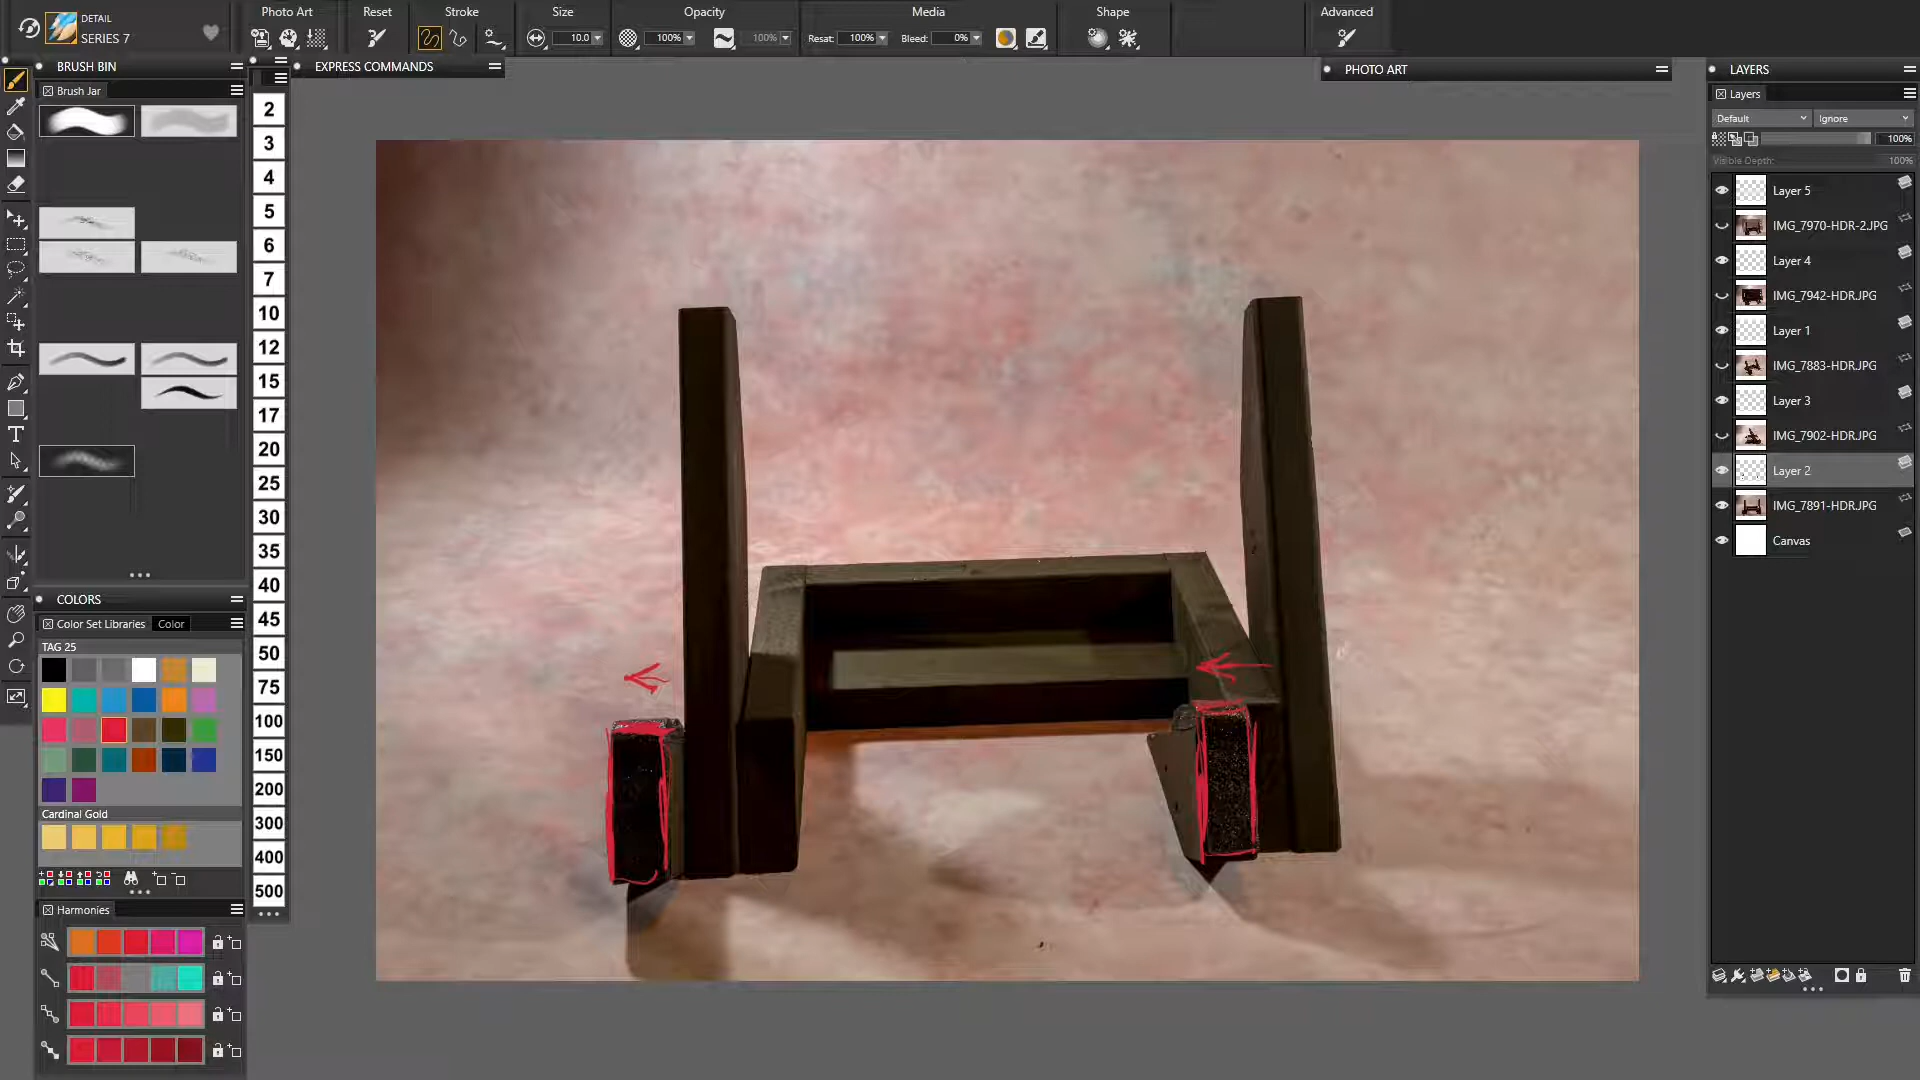 DETAIL
SERIES 7
Photo Art
Reset
Stroke
Size
10.0
Opacity
100%
100%
Media
Resat: 100%
Bleed: 0%
Shape
Advanced
BRUSH BIN
Brush Jar
EXPRESS COMMANDS
PHOTO ART
2
3
4
5
6
7
10
12
15
17
20
25
30
35
40
45
50
75
100
150
200
300
400
500
COLORS
Color Set Libraries
Color
TAG 25
Cardinal Gold
Harmonies
LAYERS
Layers
Default
Ignore
100%
Visible Depth:
100%
Layer 5
IMG_7970-HDR-2.JPG
Layer 4
IMG_7942-HDR.JPG
Layer 1
IMG_7883-HDR.JPG
Layer 3
IMG_7902-HDR.JPG
Layer 2
IMG_7891-HDR.JPG
Canvas